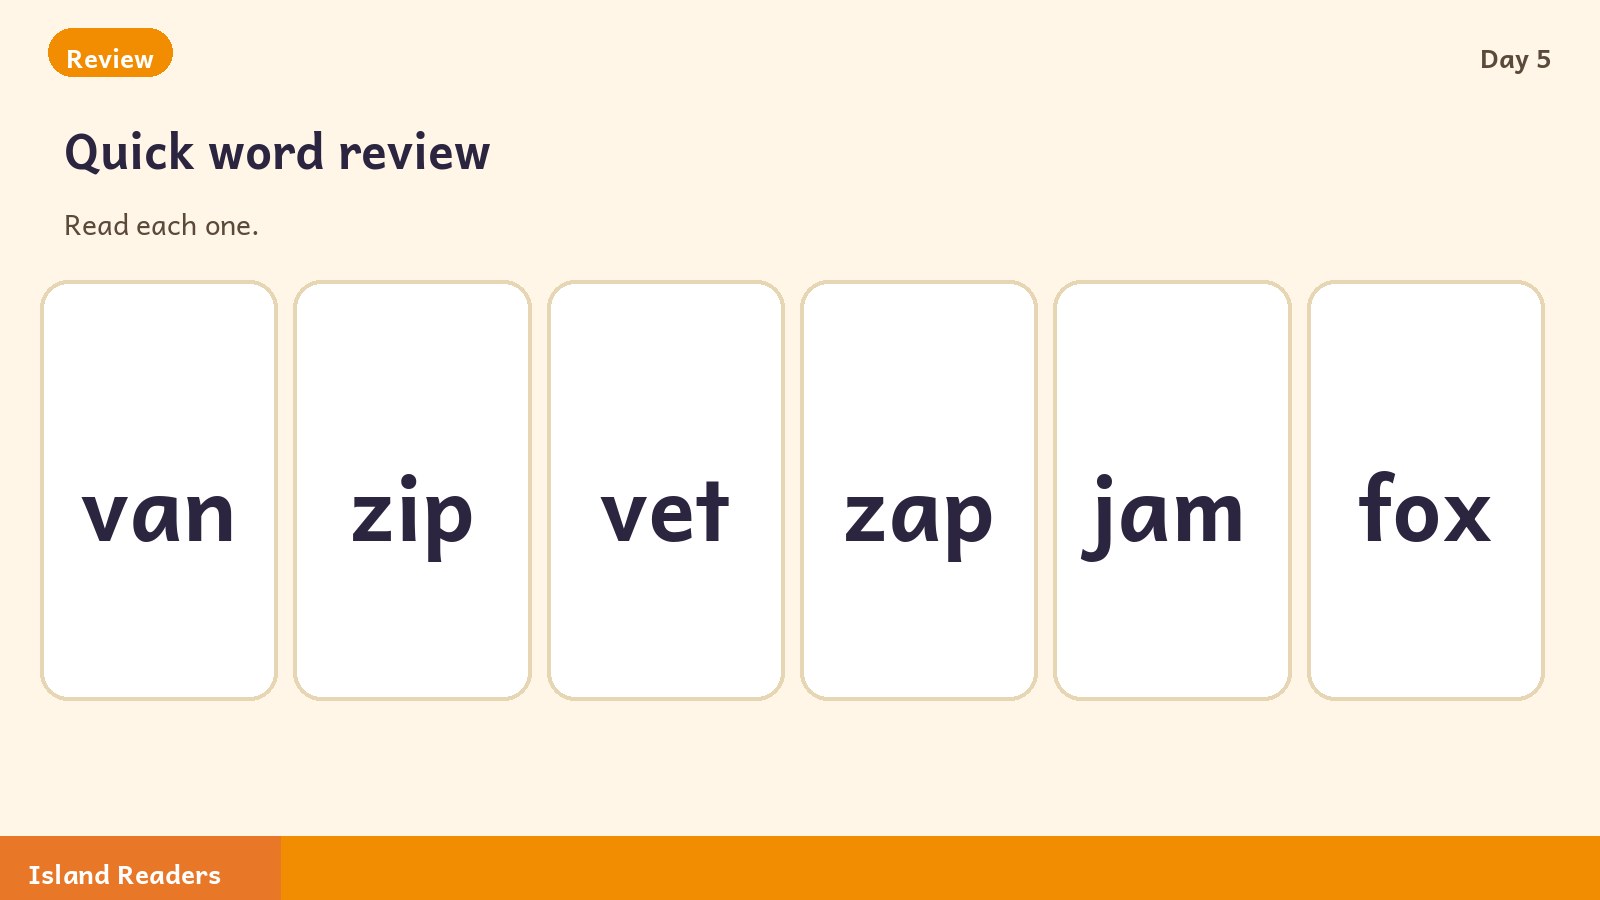 Review
Day 5
Quick word review
Read each one.
van zip vet zap jam fox
Island Readers